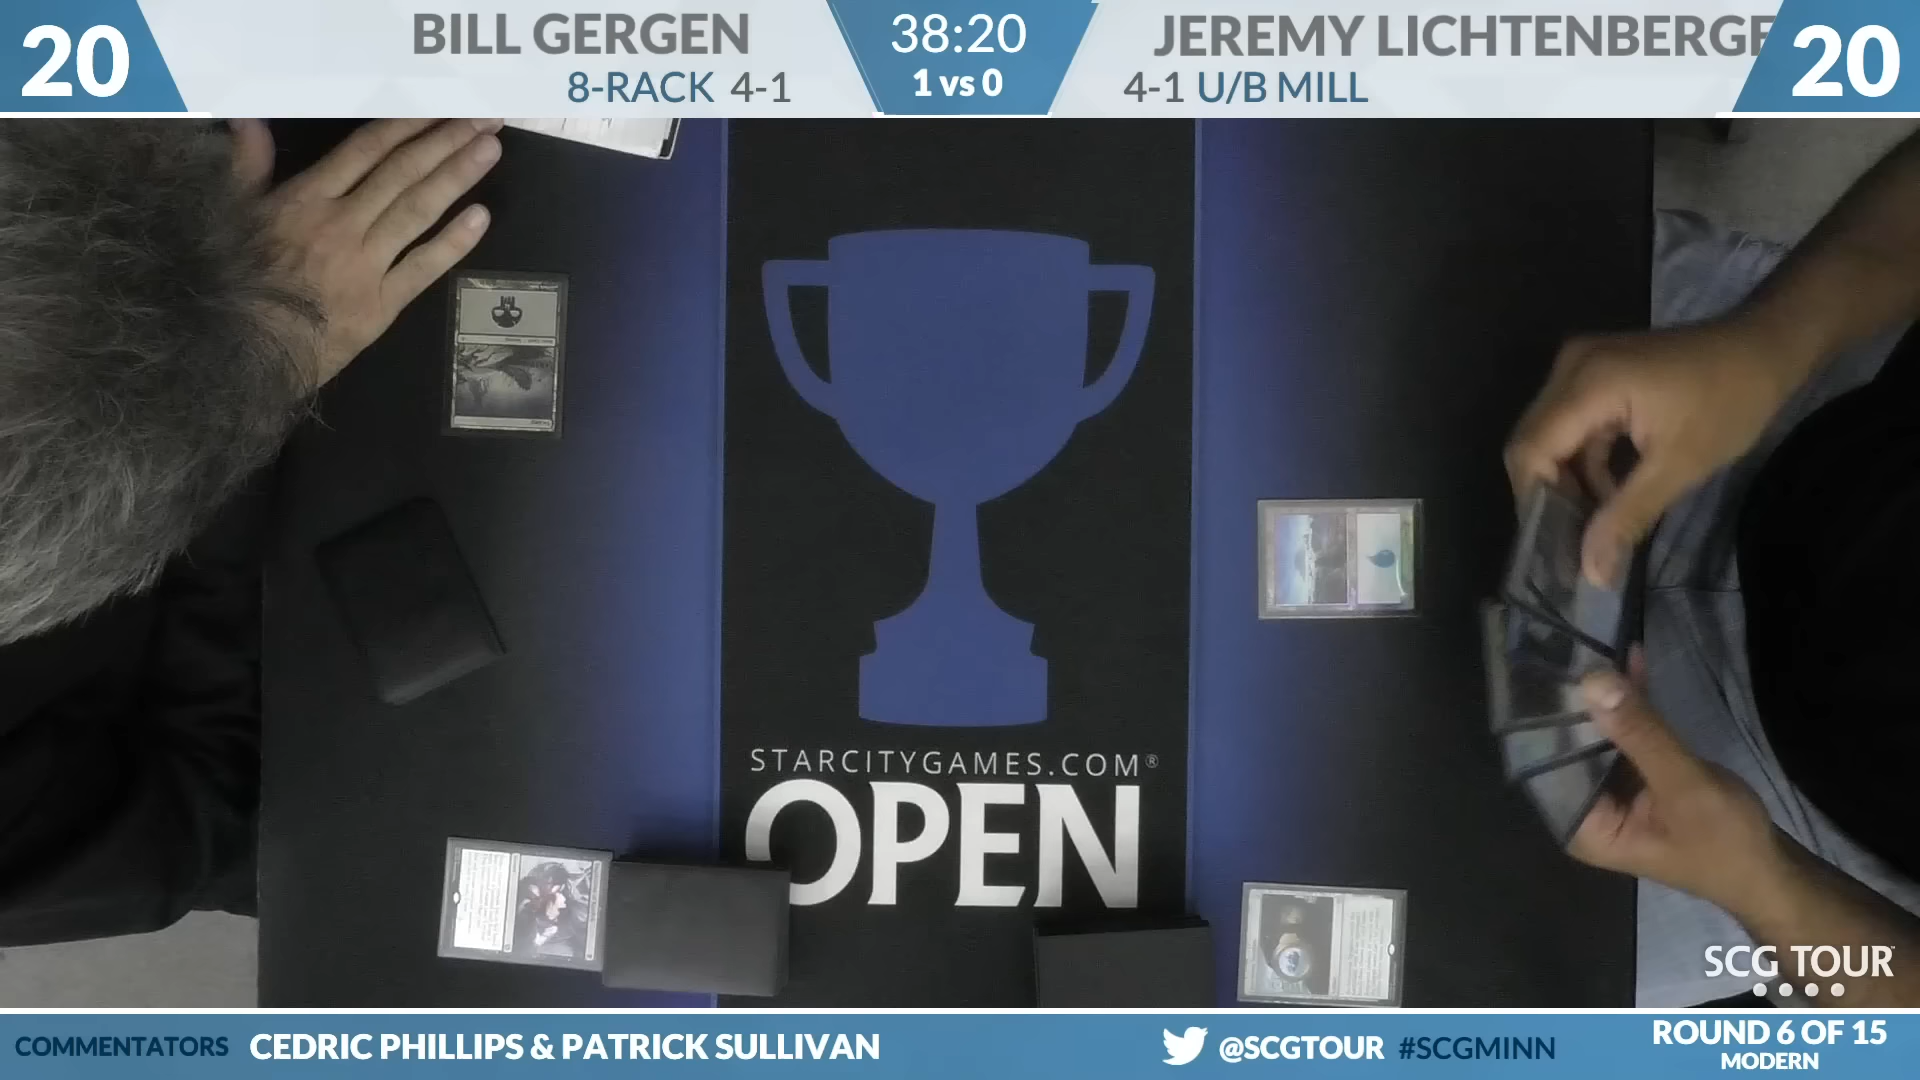 20
BILL GERGEN
8-RACK 4-1
38:20
1 vs 0
JEREMY LICHTENBERGE
4-1 U/B MILL
20
STARCITYGAMES.COM®
OPEN
SCG TOUR™
COMMENTATORS CEDRIC PHILLIPS & PATRICK SULLIVAN
@SCGTOUR #SCGMINN
ROUND 6 OF 15
MODERN